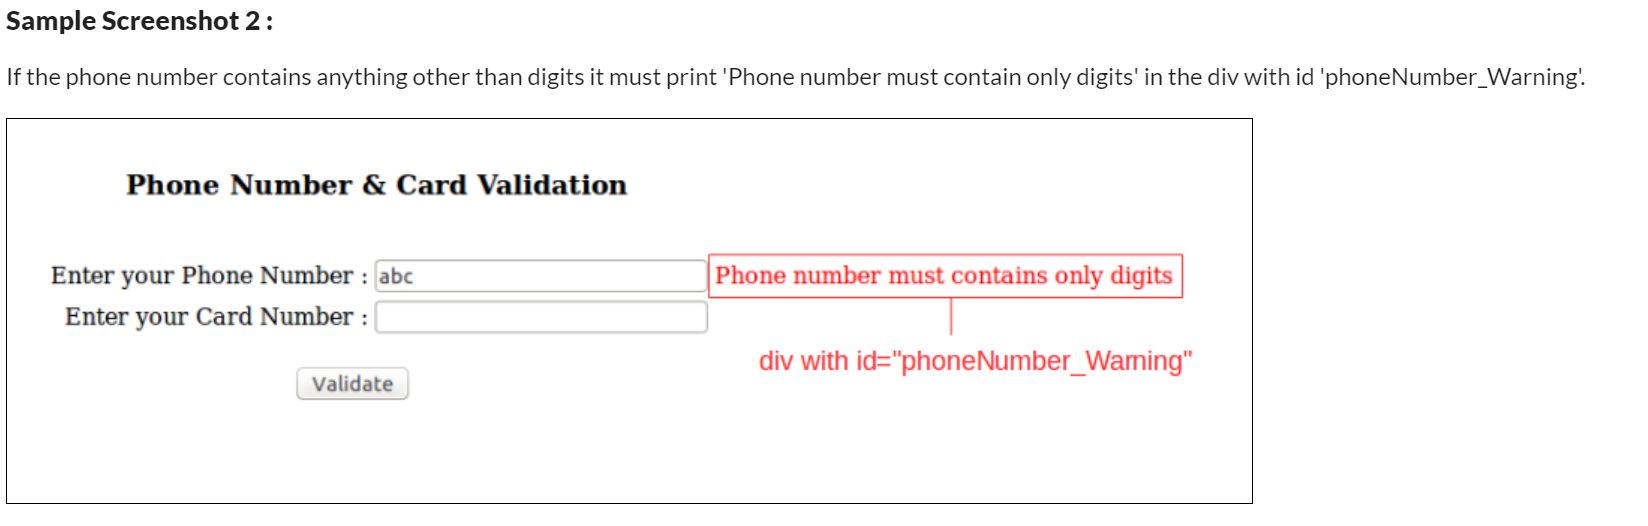 Sample Screenshot 2 :
If the phone number contains anything other than digits it must print 'Phone number must contain only digits' in the div with id 'phoneNumber_Warning'.
Phone Number & Card Validation
Enter your Phone Number : abc Phone number must contains only digits
Enter your Card Number :
div with id="phoneNumber_Warning"
Validate